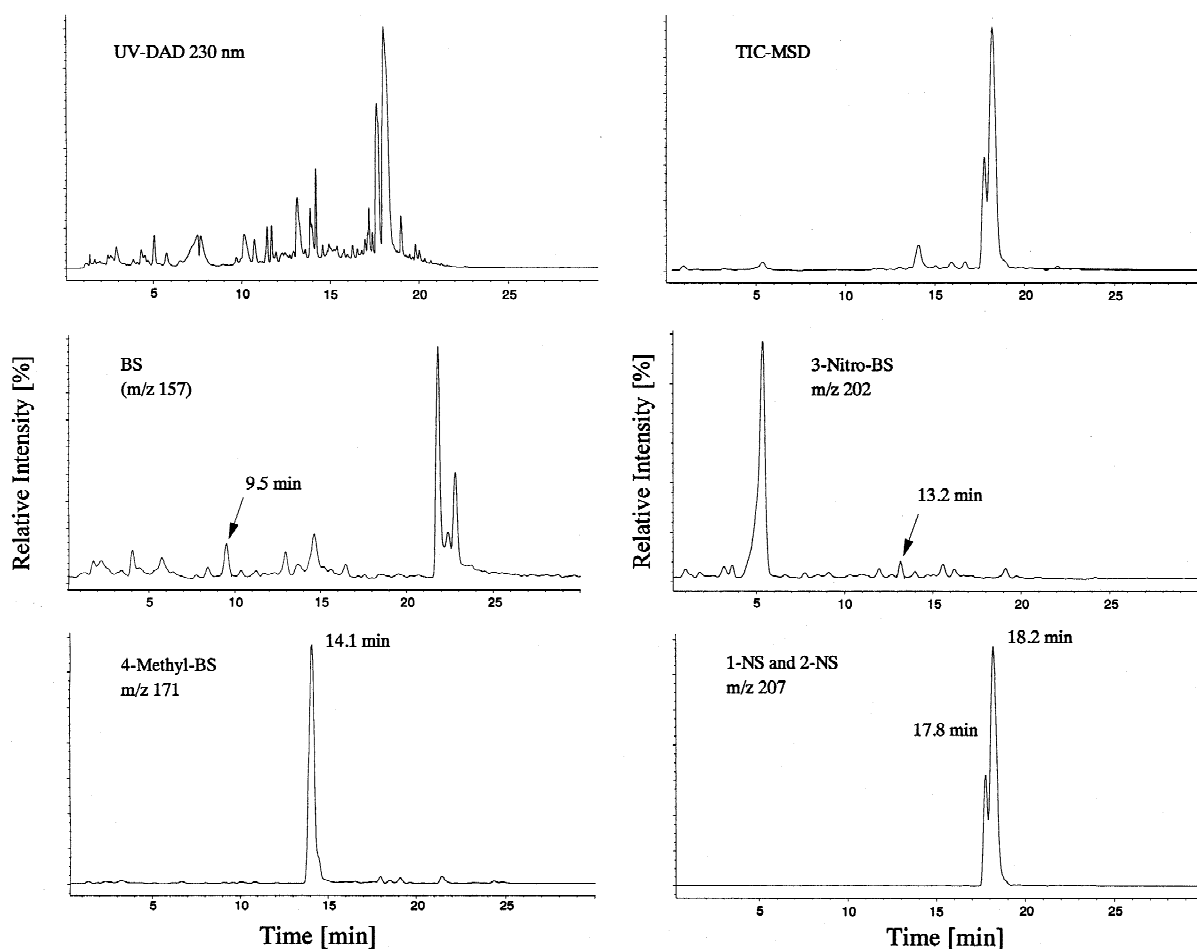 UV-DAD 230 nm
5
10
15
20
25
TIC-MSD
5
10
15
20
25
Relative Intensity [%]
BS
(m/z 157)
9.5 min
5
10
15
20
25
Relative Intensity [%]
3-Nitro-BS
m/z 202
13.2 min
5
10
15
20
25
4-Methyl-BS
m/z 171
14.1 min
5
10
15
20
25
Time [min]
1-NS and 2-NS
m/z 207
18.2 min
17.8 min
5
10
15
20
25
Time [min]